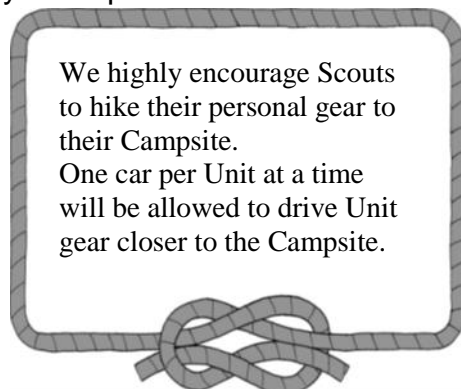 We highly encourage Scouts
to hike their personal gear to
their Campsite.
One car per Unit at a time
will be allowed to drive Unit
gear closer to the Campsite.